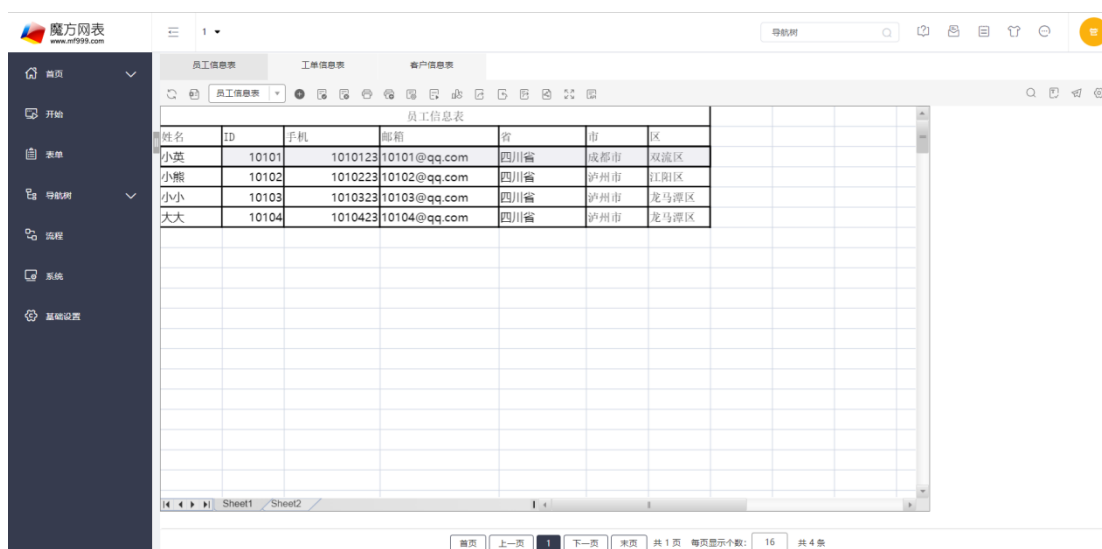 魔方网表
www.mf999.com
1
导航树
管
首页
开始
表单
导航树
流程
系统
基础设置
员工信息表 工单信息表 客户信息表
员工信息表
员工信息表
姓名 ID 手机 邮箱 省 市 区
小英 10101 1010123 10101@qq.com 四川省 成都市 双流区
小熊 10102 1010223 10102@qq.com 四川省 泸州市 江阳区
小小 10103 1010323 10103@qq.com 四川省 泸州市 龙马潭区
大大 10104 1010423 10104@qq.com 四川省 泸州市 龙马潭区
Sheet1 Sheet2
首页 上一页 1 下一页 末页 共1页 每页显示个数: 16 共4条